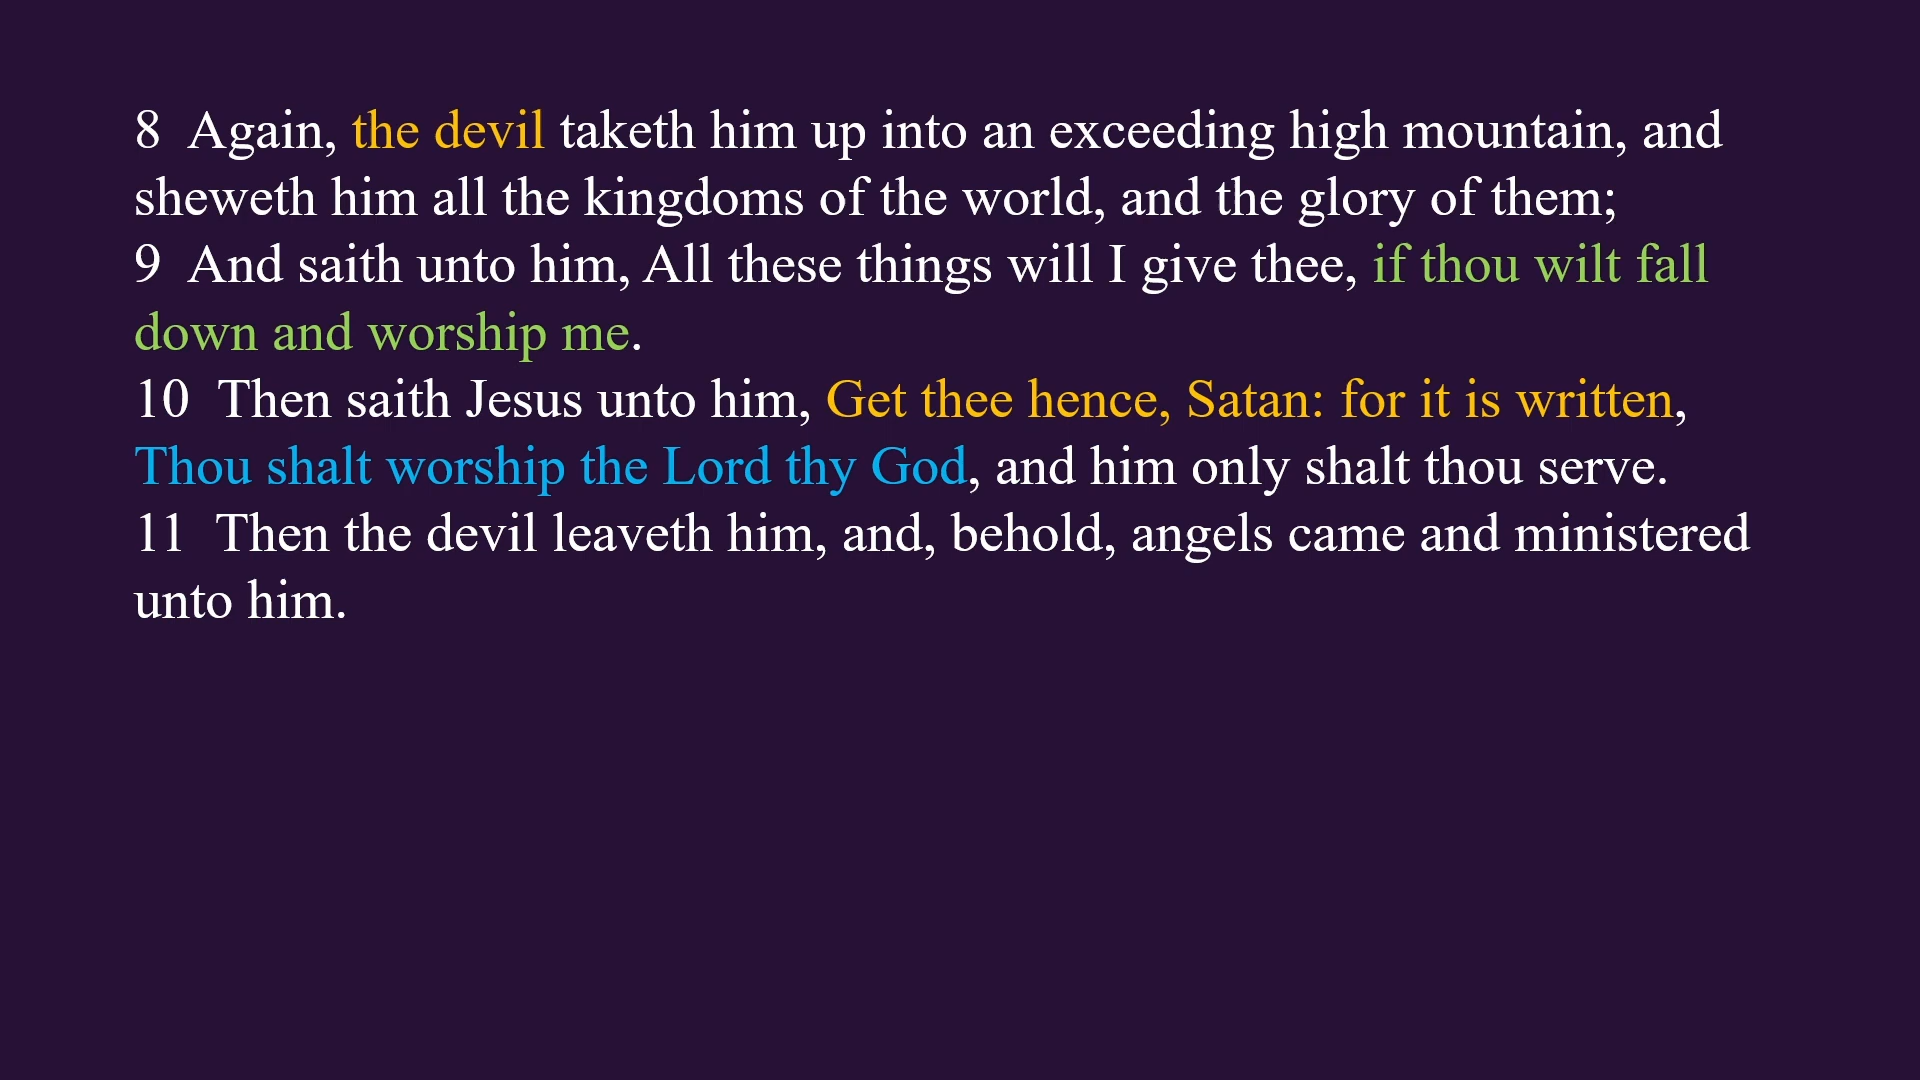 8  Again, the devil taketh him up into an exceeding high mountain, and
sheweth him all the kingdoms of the world, and the glory of them;
9  And saith unto him, All these things will I give thee, if thou wilt fall
down and worship me.
10  Then saith Jesus unto him, Get thee hence, Satan: for it is written,
Thou shalt worship the Lord thy God, and him only shalt thou serve.
11  Then the devil leaveth him, and, behold, angels came and ministered
unto him.